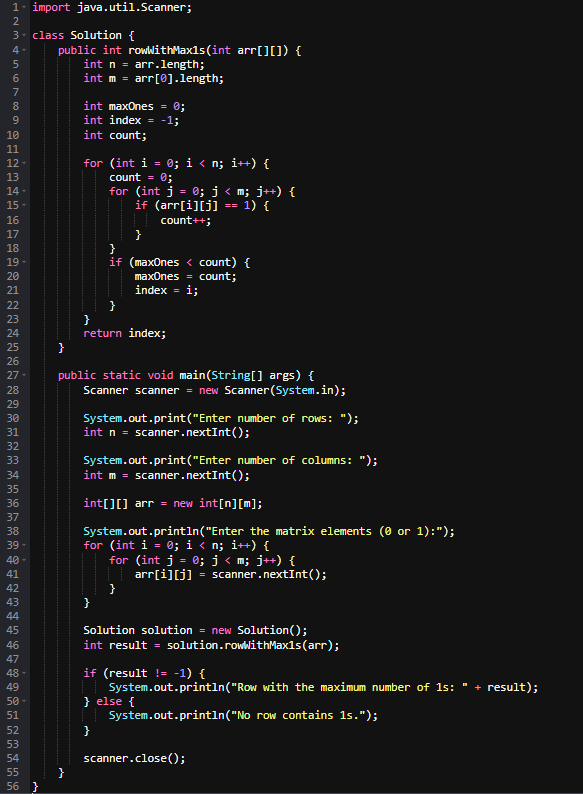 1 import java.util.Scanner;
2
3 class Solution {
4     public int rowWithMax1s(int arr[][]) {
5         int n = arr.length;
6         int m = arr[0].length;
7
8         int maxOnes = 0;
9         int index = -1;
10         int count;
11
12         for (int i = 0; i < n; i++) {
13             count = 0;
14             for (int j = 0; j < m; j++) {
15                 if (arr[i][j] == 1) {
16                     count++;
17                 }
18             }
19             if (maxOnes < count) {
20                 maxOnes = count;
21                 index = i;
22             }
23         }
24         return index;
25     }
26
27     public static void main(String[] args) {
28         Scanner scanner = new Scanner(System.in);
29
30         System.out.print("Enter number of rows: ");
31         int n = scanner.nextInt();
32
33         System.out.print("Enter number of columns: ");
34         int m = scanner.nextInt();
35
36         int[][] arr = new int[n][m];
37
38         System.out.println("Enter the matrix elements (0 or 1):");
39         for (int i = 0; i < n; i++) {
40             for (int j = 0; j < m; j++) {
41                 arr[i][j] = scanner.nextInt();
42             }
43         }
44
45         Solution solution = new Solution();
46         int result = solution.rowWithMax1s(arr);
47
48         if (result != -1) {
49             System.out.println("Row with the maximum number of 1s: " + result);
50         } else {
51             System.out.println("No row contains 1s.");
52         }
53
54         scanner.close();
55     }
56 }